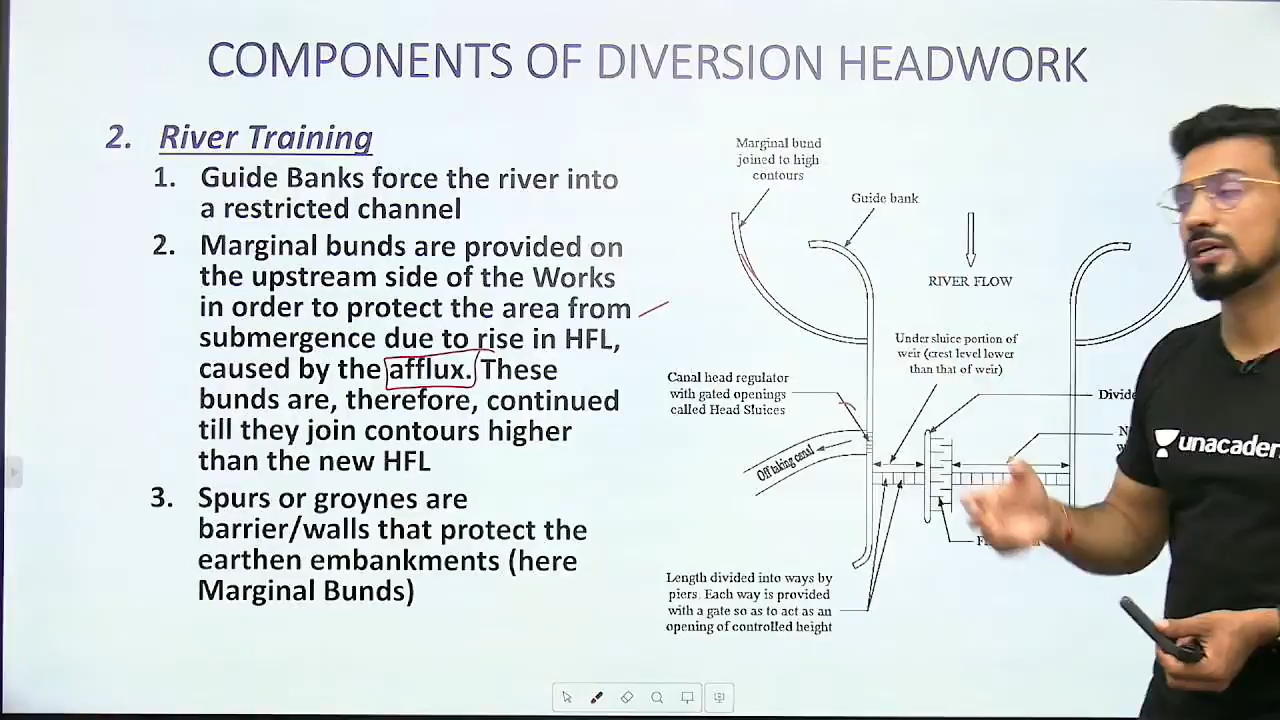 COMPONENTS OF DIVERSION HEADWORK
2. River Training
1. Guide Banks force the river into
a restricted channel
2. Marginal bunds are provided on
the upstream side of the Works
in order to protect the area from
submergence due to rise in HFL,
caused by the afflux. These
bunds are, therefore, continued
till they join contours higher
than the new HFL
3. Spurs or groynes are
barrier/walls that protect the
earthen embankments (here
Marginal Bunds)
Marginal bund
joined to high
contours
Guide bank
RIVER FLOW
Under sluice portion of
weir (crest level lower
than that of weir)
Canal head regulator
with gated openings
called Head Sluices
Off taking canal
Length divided into ways by
piers. Each way is provided
with a gate so as to act as an
opening of controlled height